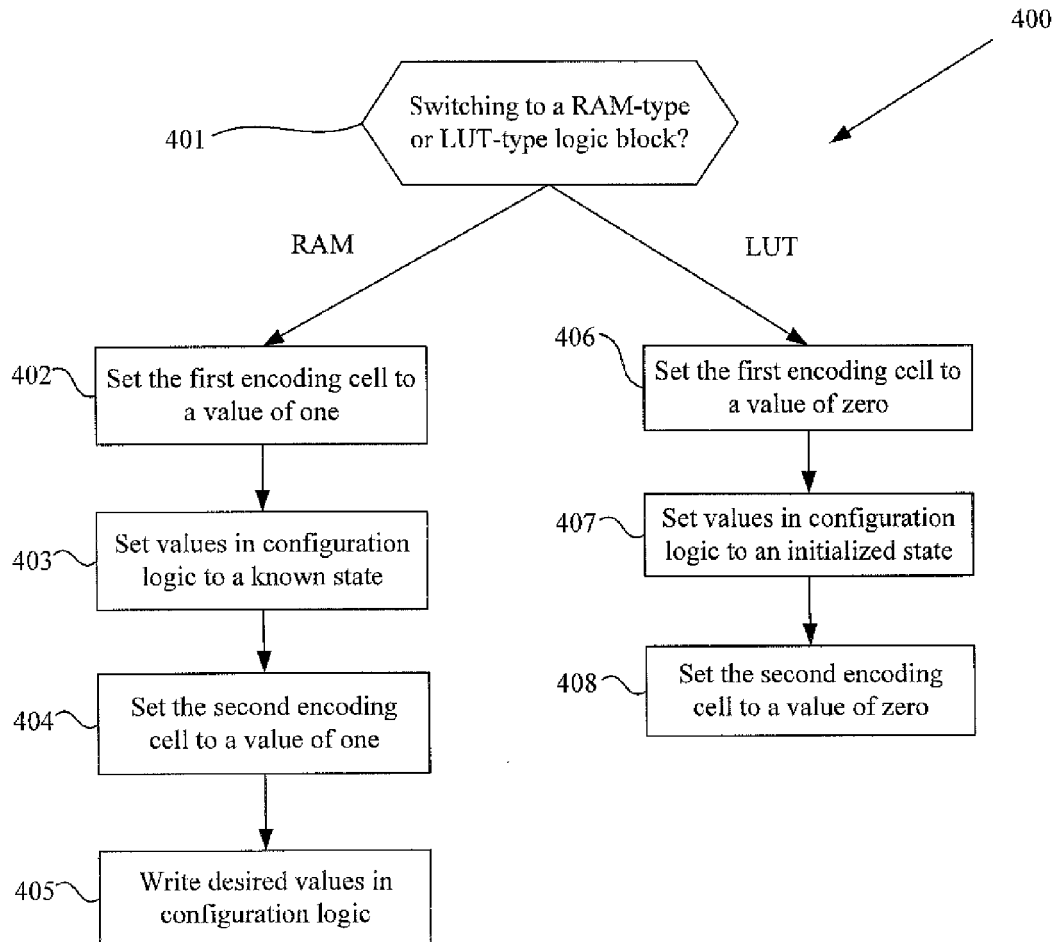 400
Switching to a RAM-type
or LUT-type logic block?
401
RAM
LUT
402
Set the first encoding cell to
a value of one
406
Set the first encoding cell to
a value of zero
403
Set values in configuration
logic to a known state
407
Set values in configuration
logic to an initialized state
404
Set the second encoding
cell to a value of one
408
Set the second encoding
cell to a value of zero
405
Write desired values in
configuration logic